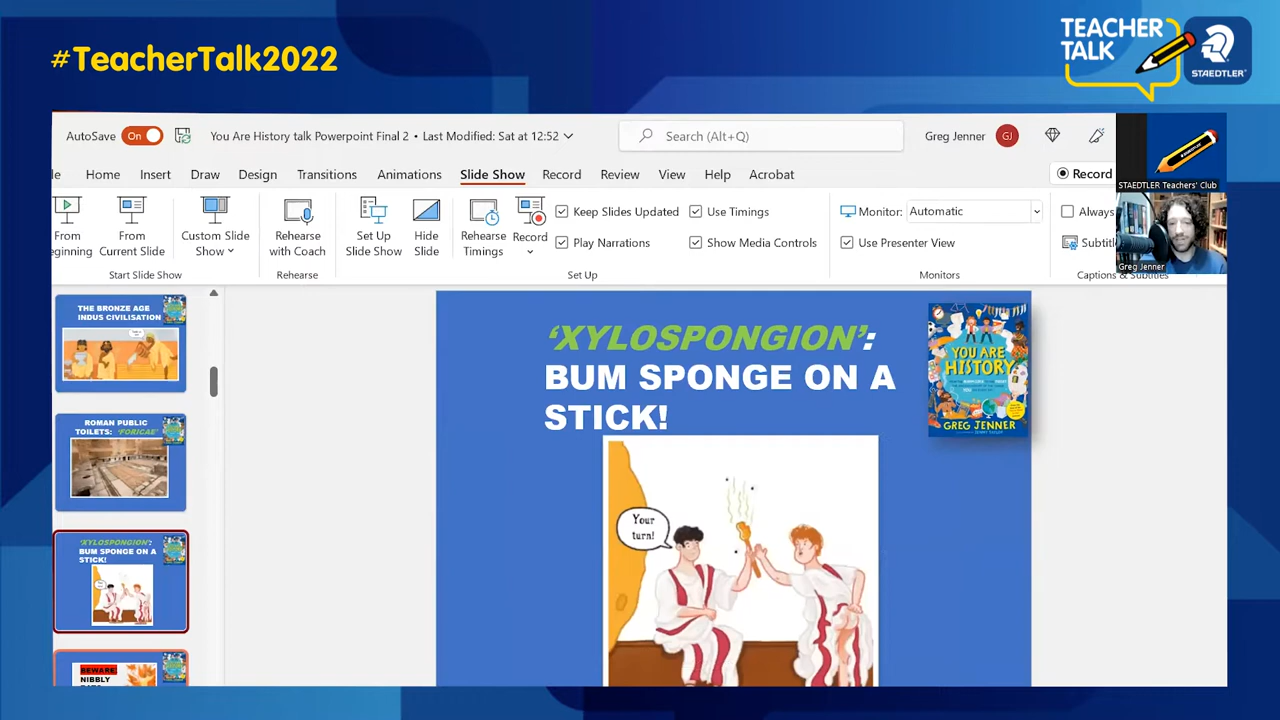 #TeacherTalk2022
TEACHER
TALK
STAEDTLER
AutoSave On You Are History talk Powerpoint Final 2 • Last Modified: Sat at 12:52 Search (Alt+Q) Greg Jenner GJ
le Home Insert Draw Design Transitions Animations Slide Show Record Review View Help Acrobat Record
From
eginning
From
Current Slide
Custom Slide
Show
Start Slide Show
Rehearse
with Coach
Rehearse
Set Up
Slide Show
Hide
Slide
Rehearse
Timings
Record
Keep Slides Updated
Play Narrations
Use Timings
Show Media Controls
Set Up
Monitor: Automatic
Use Presenter View
Monitors
Always
Subtitl
Captions & Subtitles
STAEDTLER Teachers' Club
Greg Jenner
THE BRONZE AGE
INDUS CIVILISATION
ROMAN PUBLIC
TOILETS: 'FORICAE'
'XYLOSPONGION':
BUM SPONGE ON A
STICK!
BEWARE:
NIBBLY
'XYLOSPONGION':
BUM SPONGE ON A
STICK!
YOU ARE
HISTORY
GREG JENNER
Your
turn!